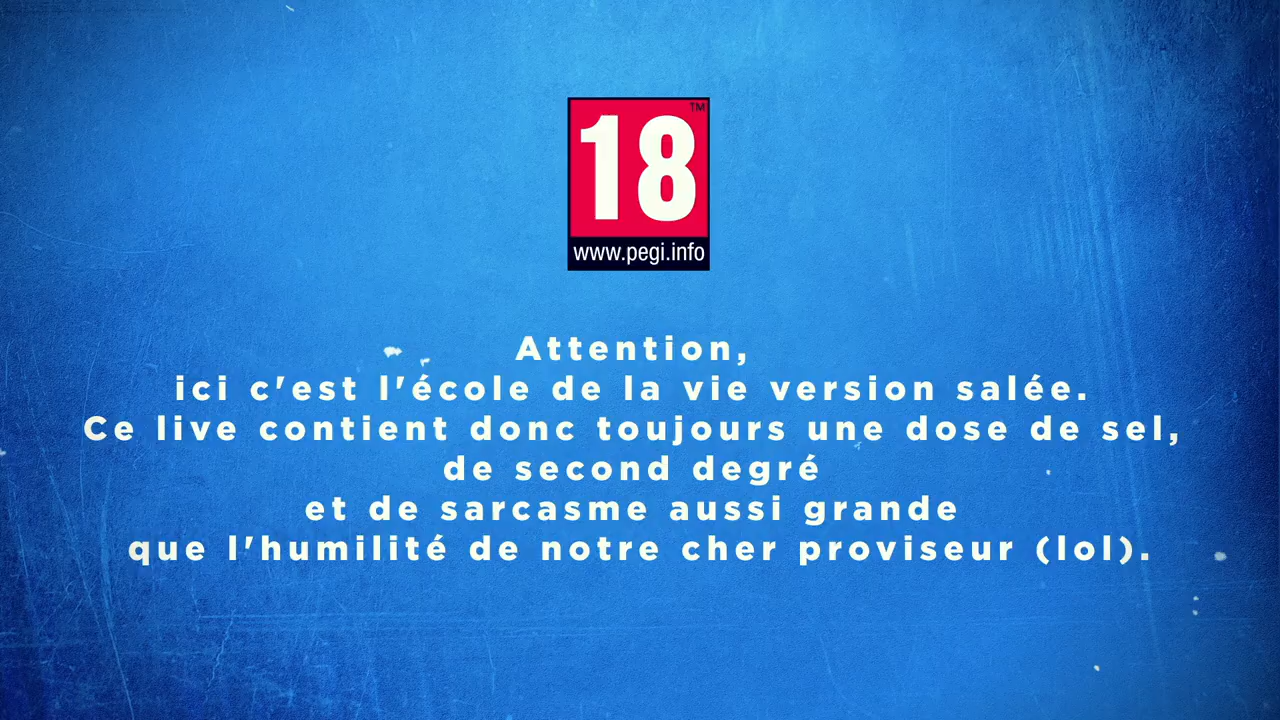 18
TM
www.pegi.info
Attention,
ici c'est l'école de la vie version salée.
Ce live contient donc toujours une dose de sel,
de second degré
et de sarcasme aussi grande
que l'humilité de notre cher proviseur (lol).